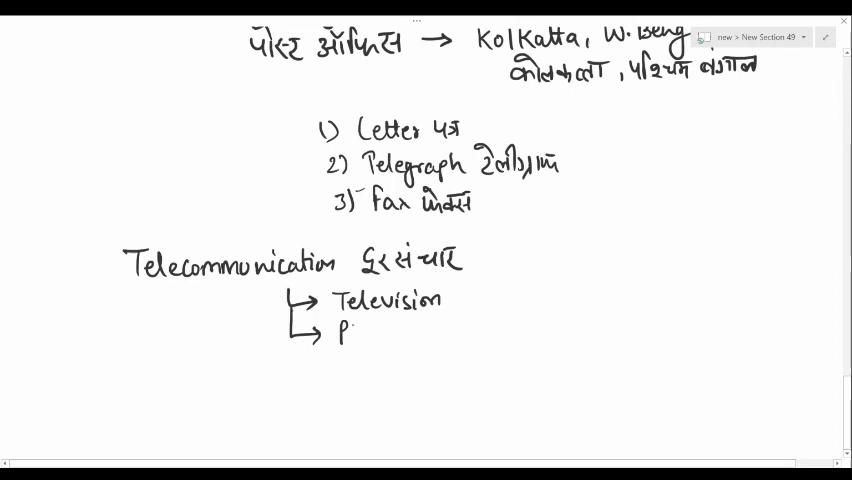 पोस्ट ऑफिस → Kolkatta, W. Beng
new > New Section 49
कोलकत्ता, पश्चिम बंगाल
1) Letter पत्र
2) Telegraph टेलीग्राफ
3) Fax फेक्स
Telecommunication दुरसंचार
→ Television
→ P